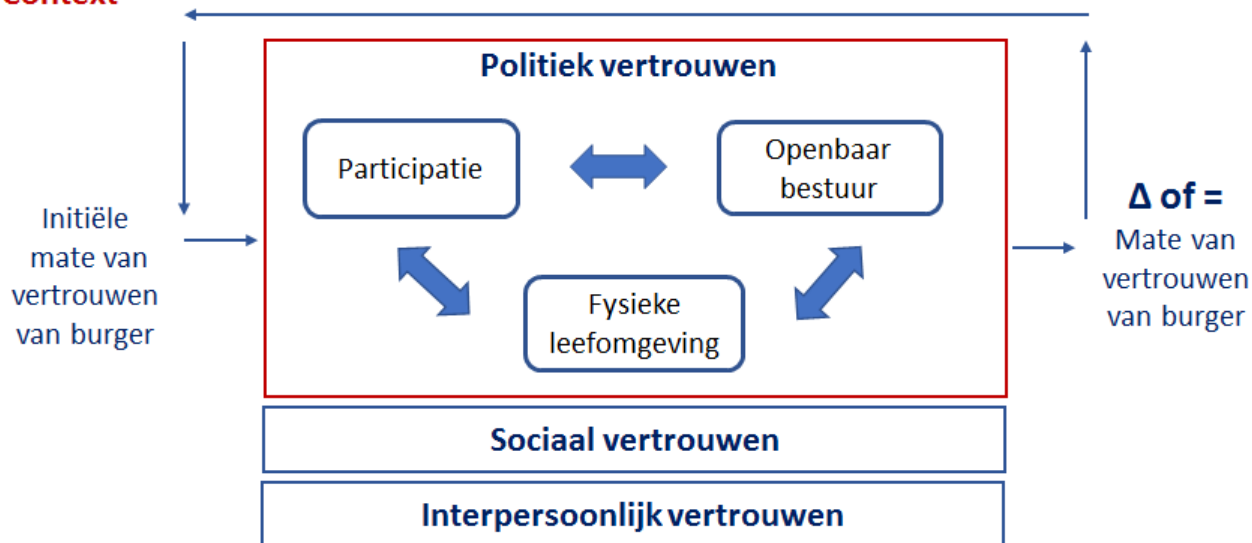 context
Politiek vertrouwen
Participatie
Openbaar
bestuur
Fysieke
leefomgeving
Initiële
mate van
vertrouwen
van burger
Δ of =
Mate van
vertrouwen
van burger
Sociaal vertrouwen
Interpersoonlijk vertrouwen